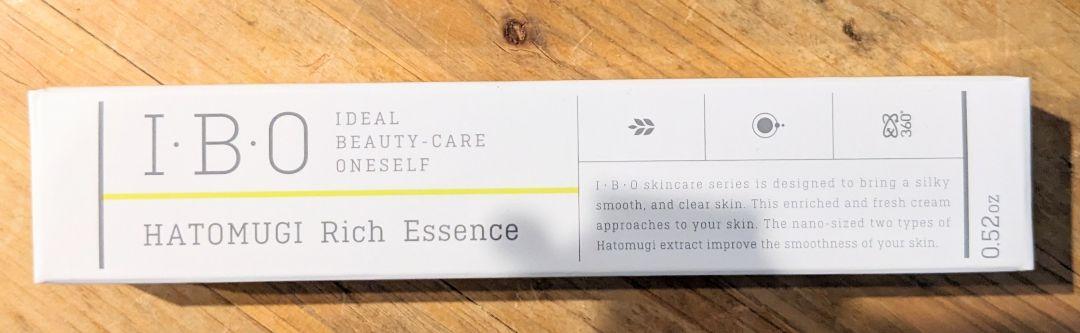 I·B·O
IDEAL
BEAUTY-CARE
ONESELF
HATOMUGI Rich Essence
360°
I·B·O skincare series is designed to bring a silky
smooth, and clear skin. This enriched and fresh cream
approaches to your skin. The nano-sized two types of
Hatomugi extract improve the smoothness of your skin.
0.52oz